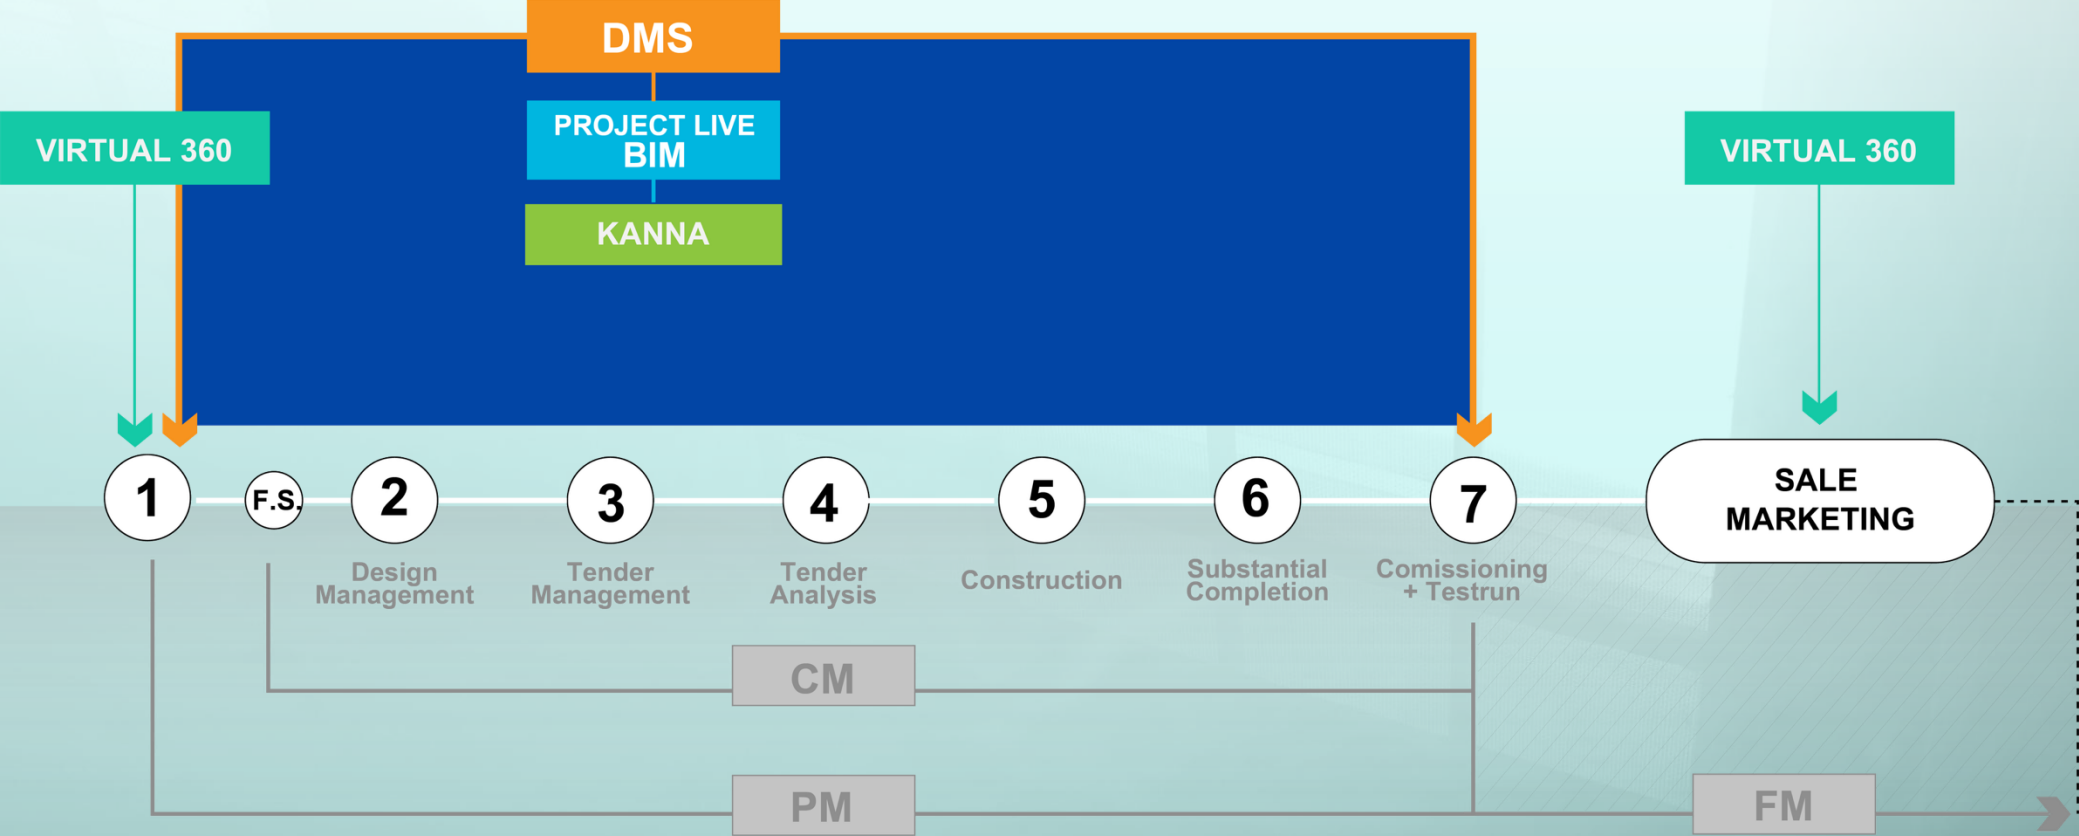 DMS
PROJECT LIVE
BIM
KANNA
VIRTUAL 360
VIRTUAL 360
1
F.S.
2
3
4
5
6
7
SALE
MARKETING
Design
Management
Tender
Management
Tender
Analysis
Construction
Substantial
Completion
Comissioning
+ Testrun
CM
PM
FM